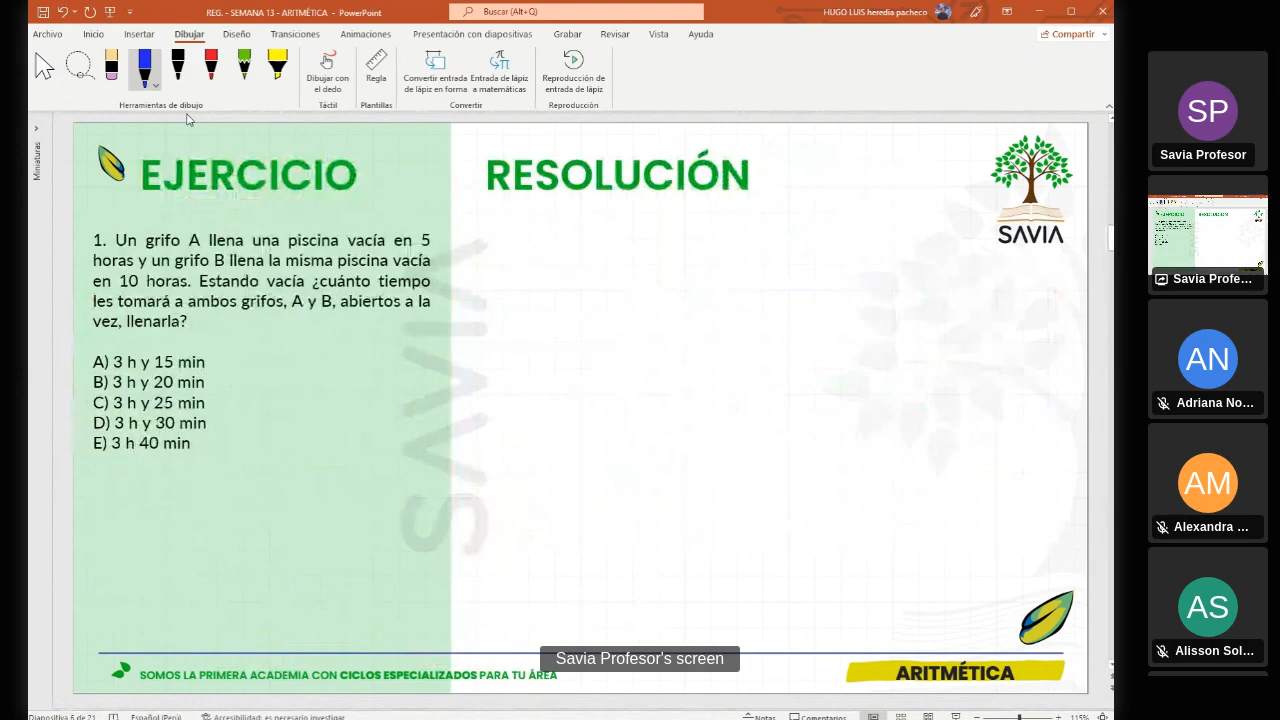 REG. - SEMANA 13 - ARITMÉTICA - PowerPoint
Buscar (Alt+Q)
HUGO LUIS heredia pacheco
Archivo Inicio Insertar Dibujar Diseño Transiciones Animaciones Presentación con diapositivas Grabar Revisar Vista Ayuda
Compartir
Dibujar con el dedo
Regla
Convertir entrada de lápiz en forma
Entrada de lápiz a matemáticas
Reproducción de entrada de lápiz
Herramientas de dibujo Táctil Plantillas Convertir Reproducción
Miniaturas
EJERCICIO
RESOLUCIÓN
SAVIA
1. Un grifo A llena una piscina vacía en 5
horas y un grifo B llena la misma piscina vacía
en 10 horas. Estando vacía ¿cuánto tiempo
les tomará a ambos grifos, A y B, abiertos a la
vez, llenarla?
A) 3 h y 15 min
B) 3 h y 20 min
C) 3 h y 25 min
D) 3 h y 30 min
E) 3 h 40 min
SAVIA
Savia Profesor's screen
SOMOS LA PRIMERA ACADEMIA CON CICLOS ESPECIALIZADOS PARA TU ÁREA
ARITMÉTICA
Diapositiva 6 de 21 Español (Perú) Accesibilidad: es necesario investigar
Notas Comentarios 115%
SP
Savia Profesor
Savia Profe...
AN
Adriana No...
AM
Alexandra ...
AS
Alisson Sol...